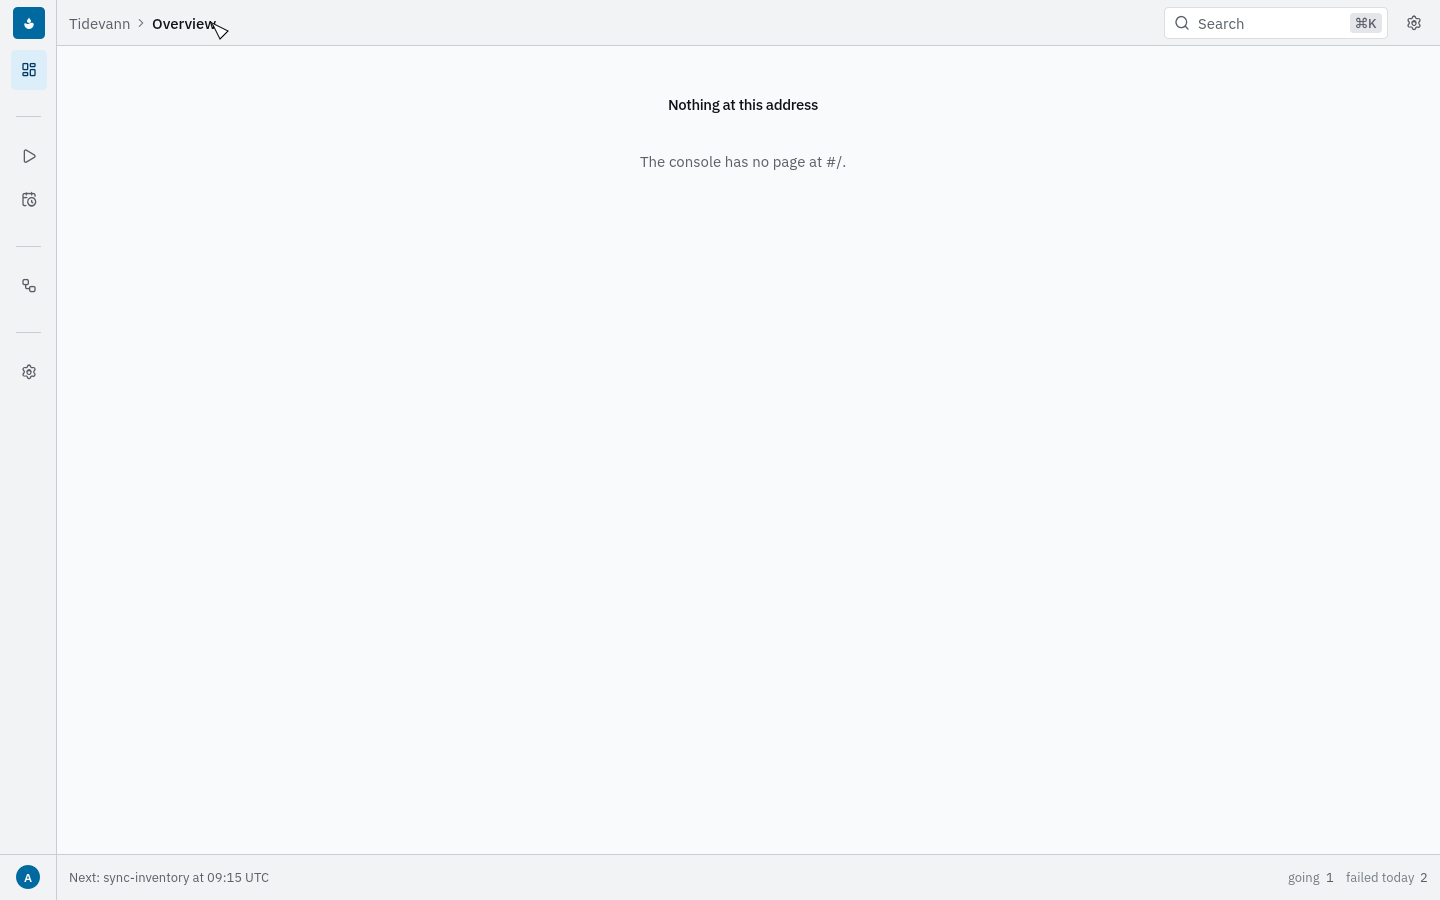 Tidevann > Overview
Search ⌘K
Nothing at this address
The console has no page at #/.
A
Next: sync-inventory at 09:15 UTC
going 1 failed today 2